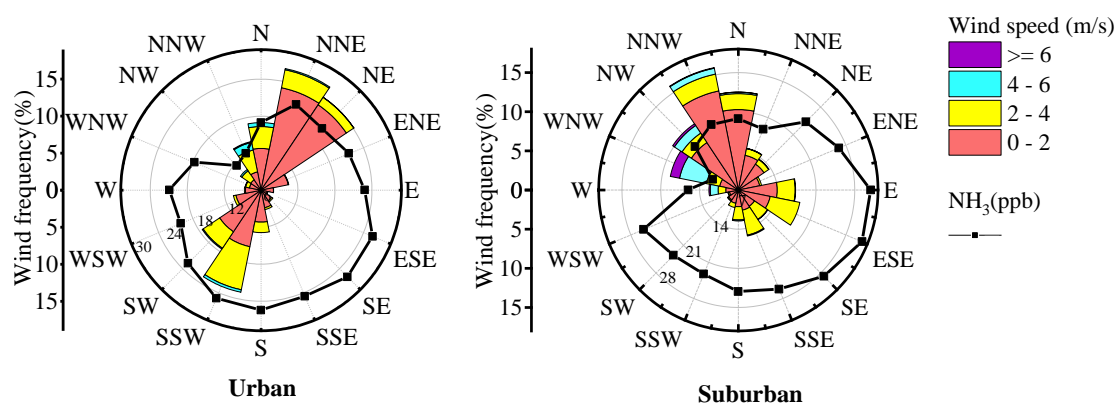 N
NNE
NE
ENE
E
ESE
SE
SSE
S
SSW
SW
WSW
W
WNW
NW
NNW
15
10
5
0
5
10
15
Wind frequency(%)
12
18
24
30
Urban
N
NNE
NE
ENE
E
ESE
SE
SSE
S
SSW
SW
WSW
W
WNW
NW
NNW
15
10
5
0
5
10
15
Wind frequency(%)
14
21
28
Suburban
Wind speed (m/s)
>= 6
4 - 6
2 - 4
0 - 2
NH₃(ppb)